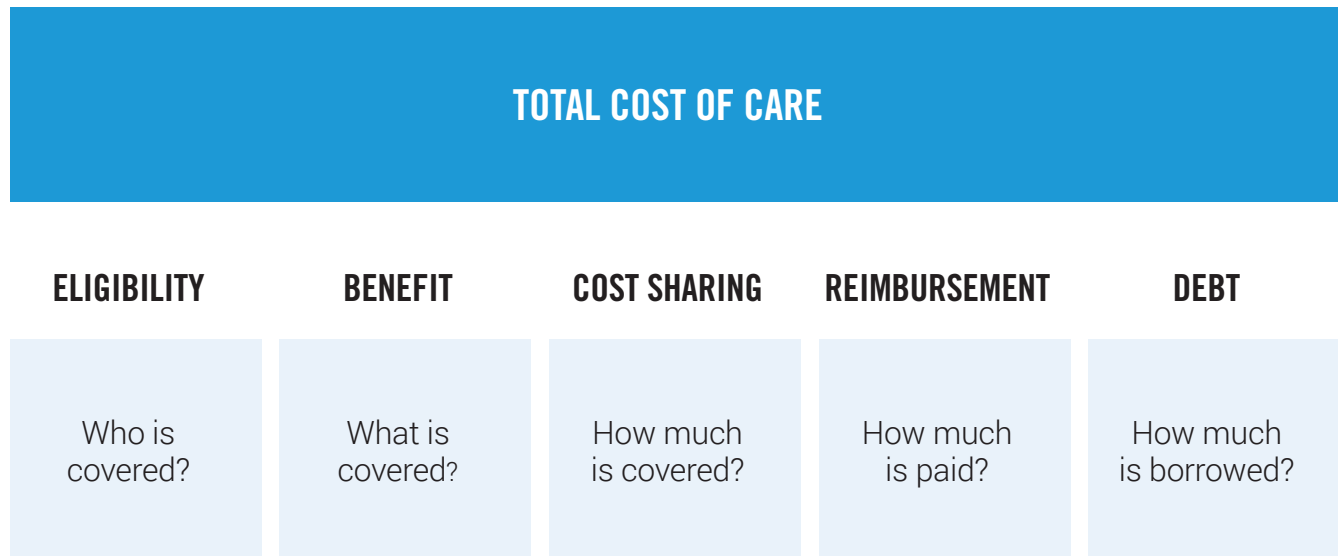 TOTAL COST OF CARE
ELIGIBILITY
BENEFIT
COST SHARING
REIMBURSEMENT
DEBT
Who is
covered?
What is
covered?
How much
is covered?
How much
is paid?
How much
is borrowed?